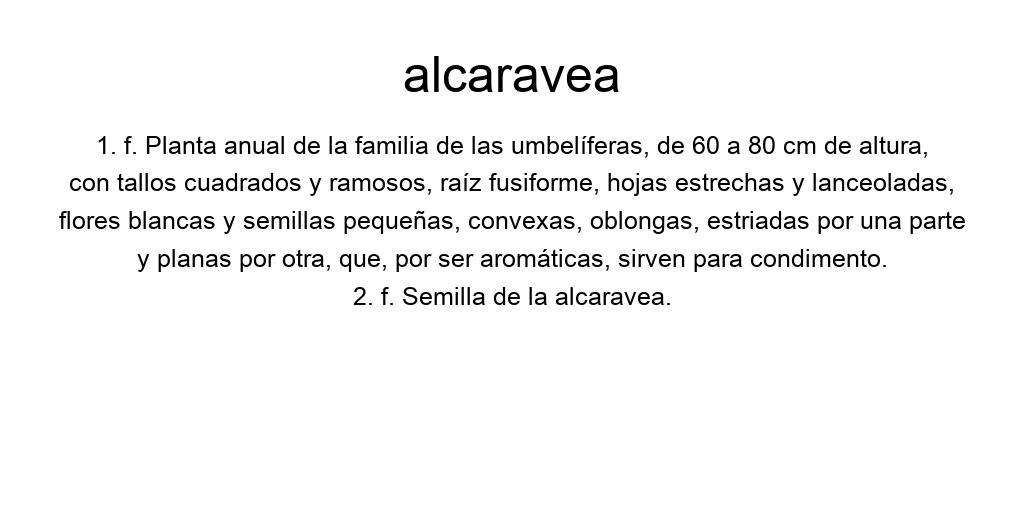 alcaravea
1. f. Planta anual de la familia de las umbelíferas, de 60 a 80 cm de altura,
con tallos cuadrados y ramosos, raíz fusiforme, hojas estrechas y lanceoladas,
flores blancas y semillas pequeñas, convexas, oblongas, estriadas por una parte
y planas por otra, que, por ser aromáticas, sirven para condimento.
2. f. Semilla de la alcaravea.